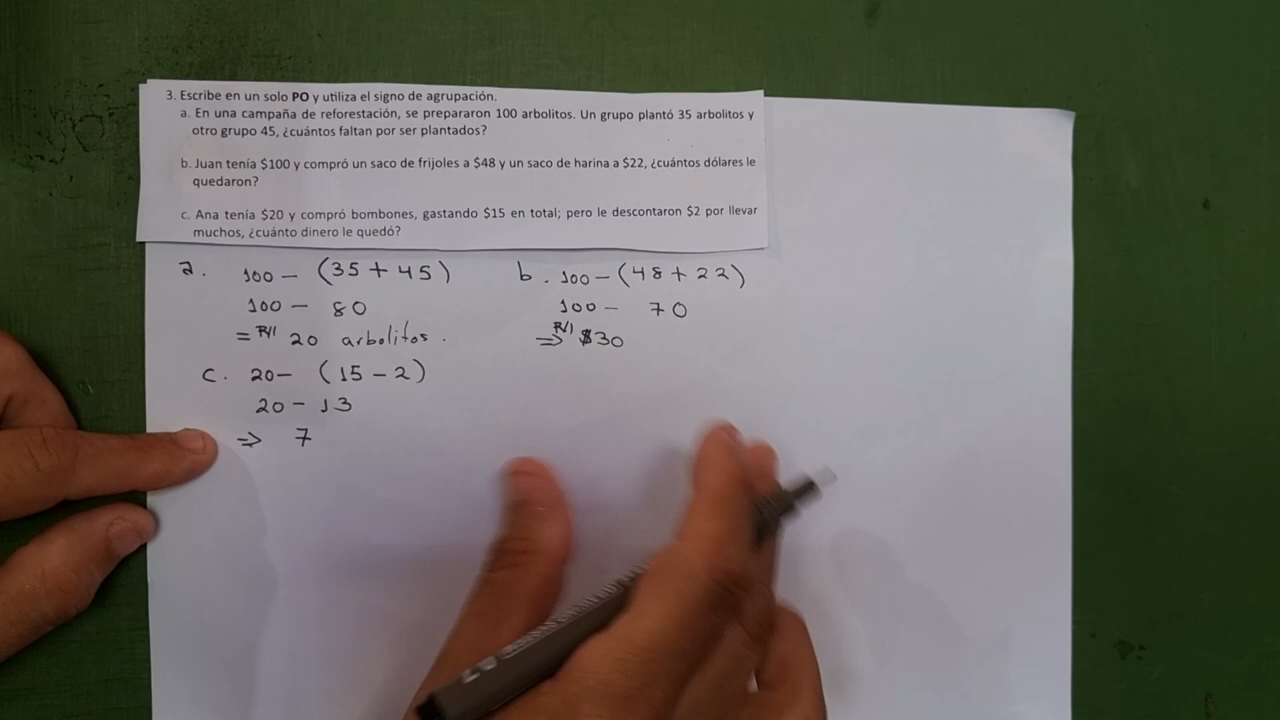 3. Escribe en un solo PO y utiliza el signo de agrupación.
a. En una campaña de reforestación, se prepararon 100 arbolitos. Un grupo plantó 35 arbolitos y
otro grupo 45, ¿cuántos faltan por ser plantados?
b. Juan tenía $100 y compró un saco de frijoles a $48 y un saco de harina a $22, ¿cuántos dólares le
quedaron?
c. Ana tenía $20 y compró bombones, gastando $15 en total; pero le descontaron $2 por llevar
muchos, ¿cuánto dinero le quedó?
a. 100 - (35 + 45)
100 - 80
= R// 20 arbolitos.
b. 100 - (48 + 22)
100 - 70
⇒ R// $30
c. 20 - (15 - 2)
20 - 13
⇒ 7